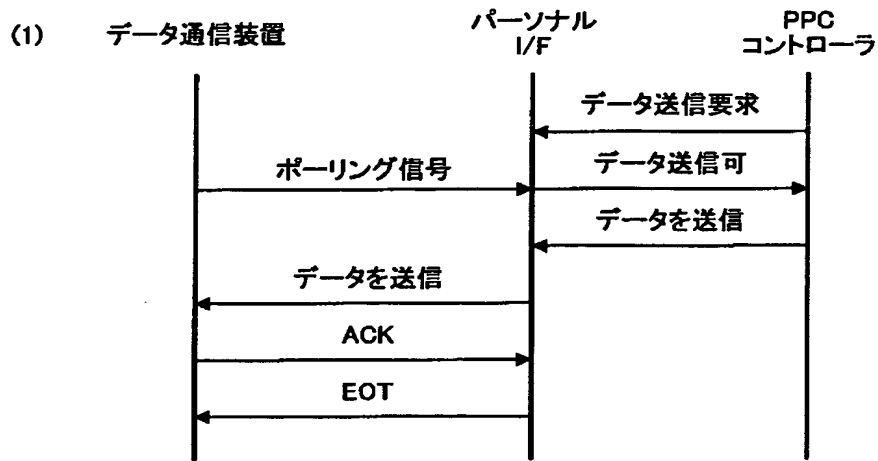 (1) データ通信装置 パーソナル I/F PPC コントローラ
データ送信要求
ポーリング信号 データ送信可
データを送信
データを送信
ACK
EOT